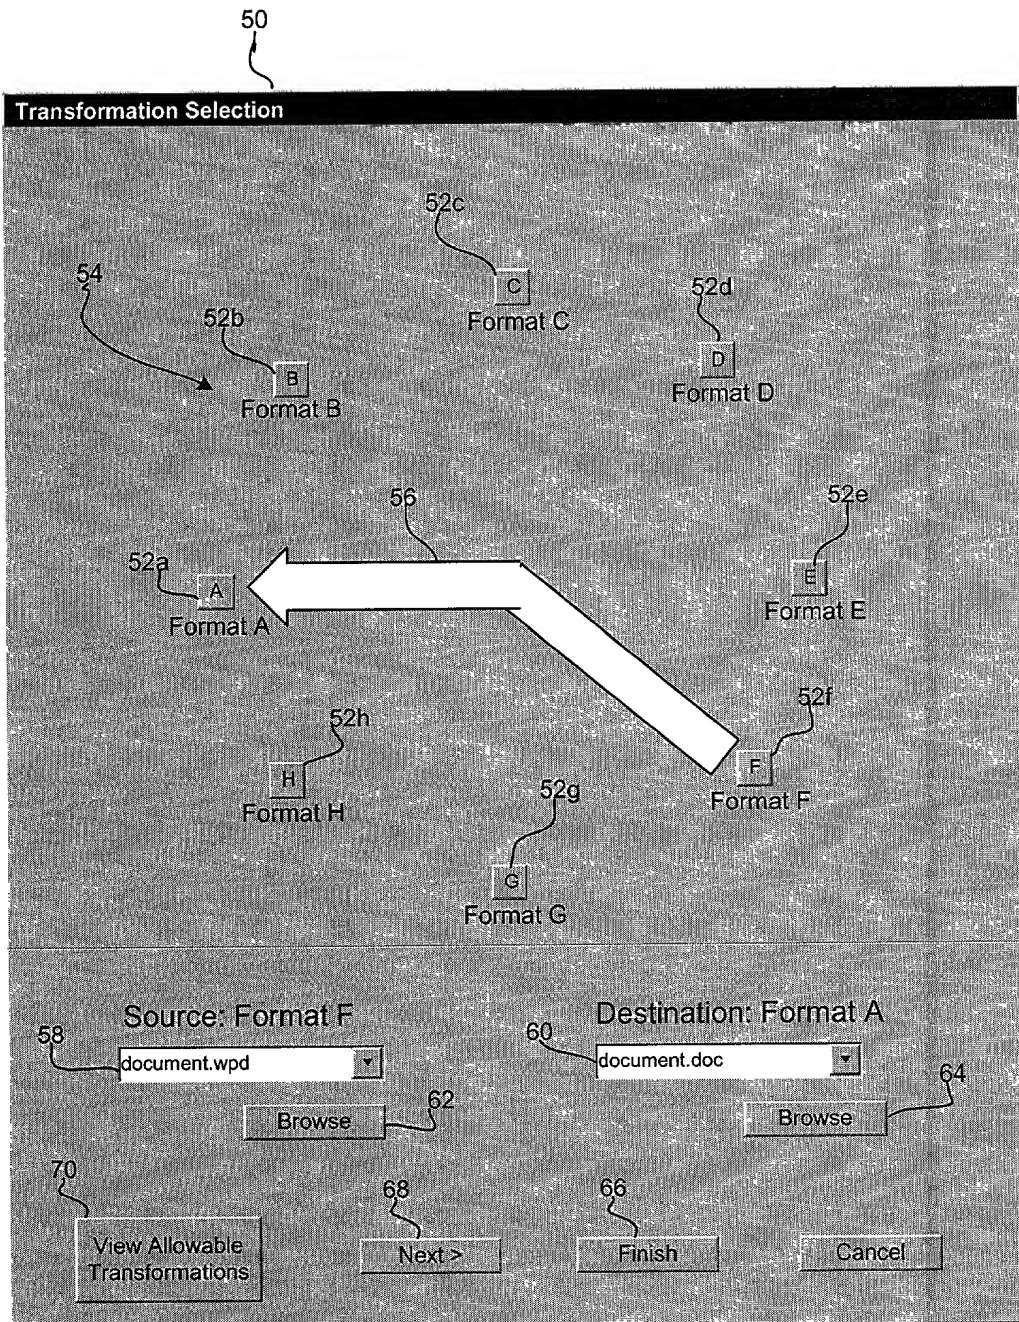 50
Transformation Selection
52c
C
Format C
54
52b
B
Format B
52d
D
Format D
56
52e
E
Format E
52a
A
Format A
52f
F
Format F
52h
H
Format H
52g
G
Format G
Source: Format F
Destination: Format A
58
document.wpd
60
document.doc
62
Browse
64
Browse
70
View Allowable
Transformations
68
Next >
66
Finish
Cancel